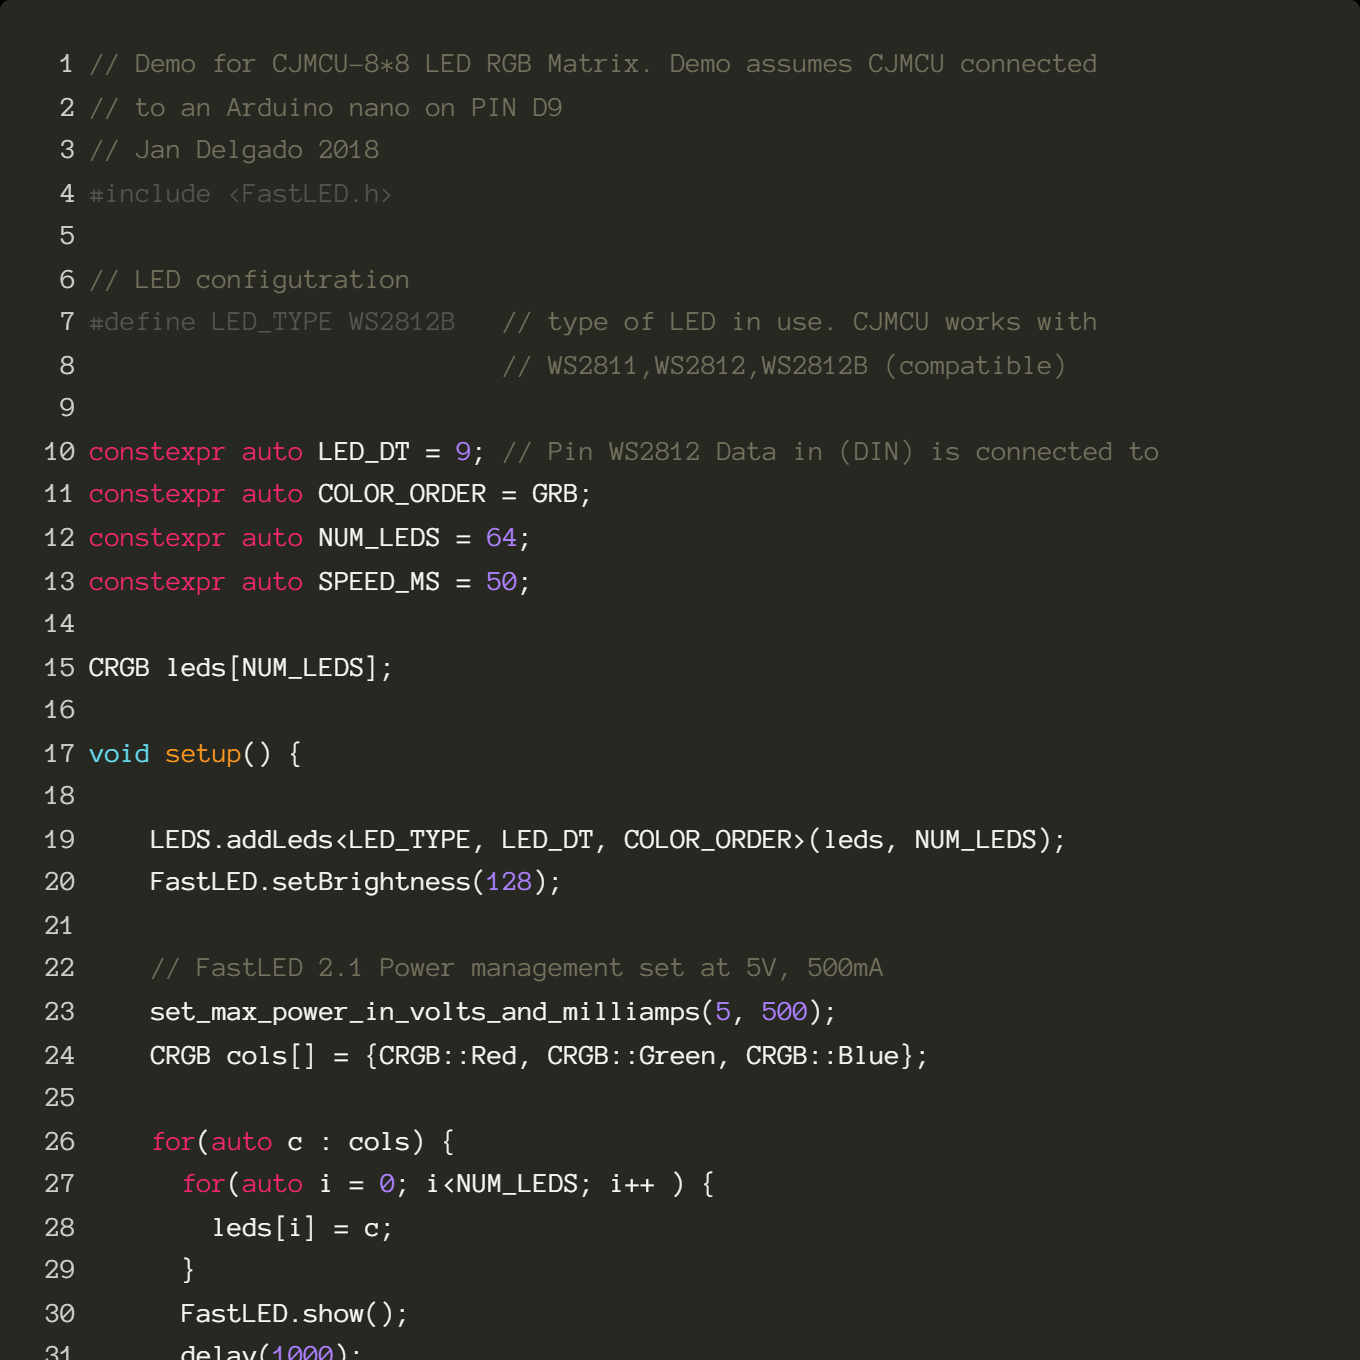 1 // Demo for CJMCU-8*8 LED RGB Matrix. Demo assumes CJMCU connected
2 // to an Arduino nano on PIN D9
3 // Jan Delgado 2018
4 #include <FastLED.h>
5
6 // LED configutration
7 #define LED_TYPE WS2812B   // type of LED in use. CJMCU works with
8                            // WS2811,WS2812,WS2812B (compatible)
9
10 constexpr auto LED_DT = 9; // Pin WS2812 Data in (DIN) is connected to
11 constexpr auto COLOR_ORDER = GRB;
12 constexpr auto NUM_LEDS = 64;
13 constexpr auto SPEED_MS = 50;
14
15 CRGB leds[NUM_LEDS];
16
17 void setup() {
18
19     LEDS.addLeds<LED_TYPE, LED_DT, COLOR_ORDER>(leds, NUM_LEDS);
20     FastLED.setBrightness(128);
21
22     // FastLED 2.1 Power management set at 5V, 500mA
23     set_max_power_in_volts_and_milliamps(5, 500);
24     CRGB cols[] = {CRGB::Red, CRGB::Green, CRGB::Blue};
25
26     for(auto c : cols) {
27       for(auto i = 0; i<NUM_LEDS; i++ ) {
28         leds[i] = c;
29       }
30       FastLED.show();
31       delay(1000);